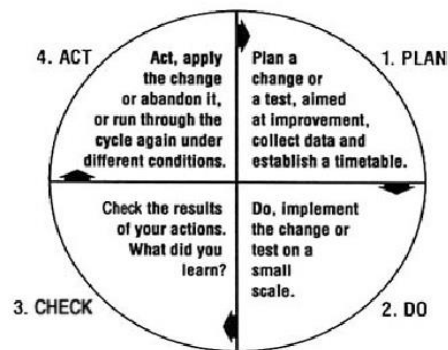 4. ACT
Act, apply
the change
or abandon it,
or run through the
cycle again under
different conditions.
1. PLAN
Plan a
change or
a test, aimed
at improvement,
collect data and
establish a timetable.
Check the results
of your actions.
What did you
learn?
3. CHECK
Do, implement
the change or
test on a
small
scale.
2. DO